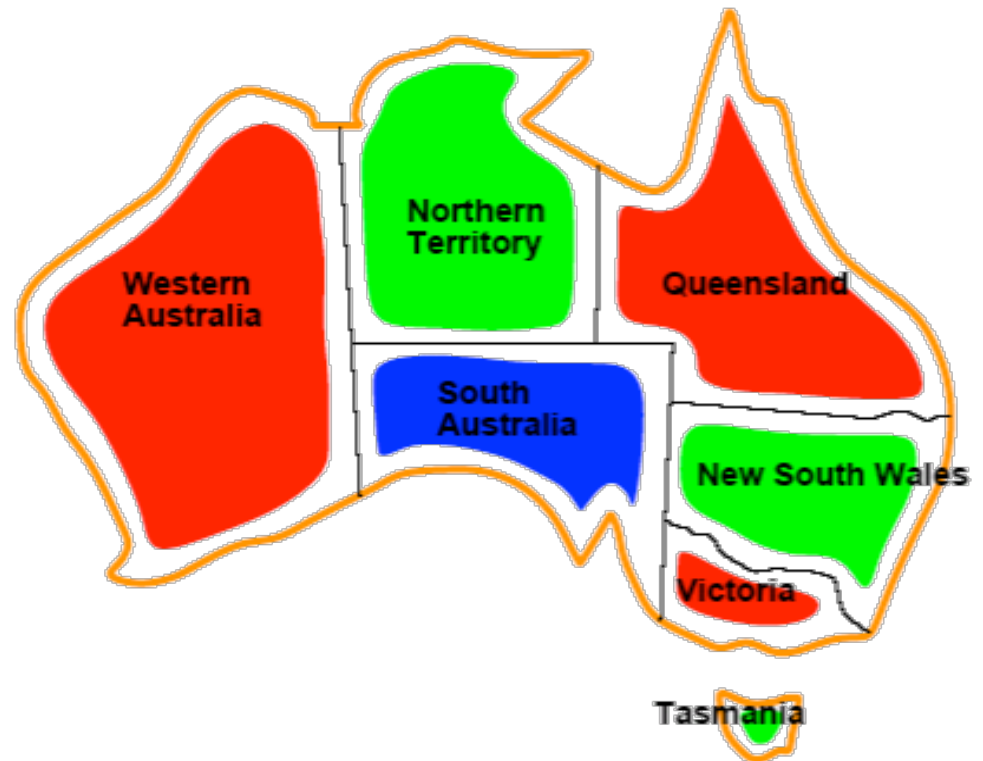 Northern
Territory
Western
Australia
Queensland
South
Australia
New South Wales
Victoria
Tasmania